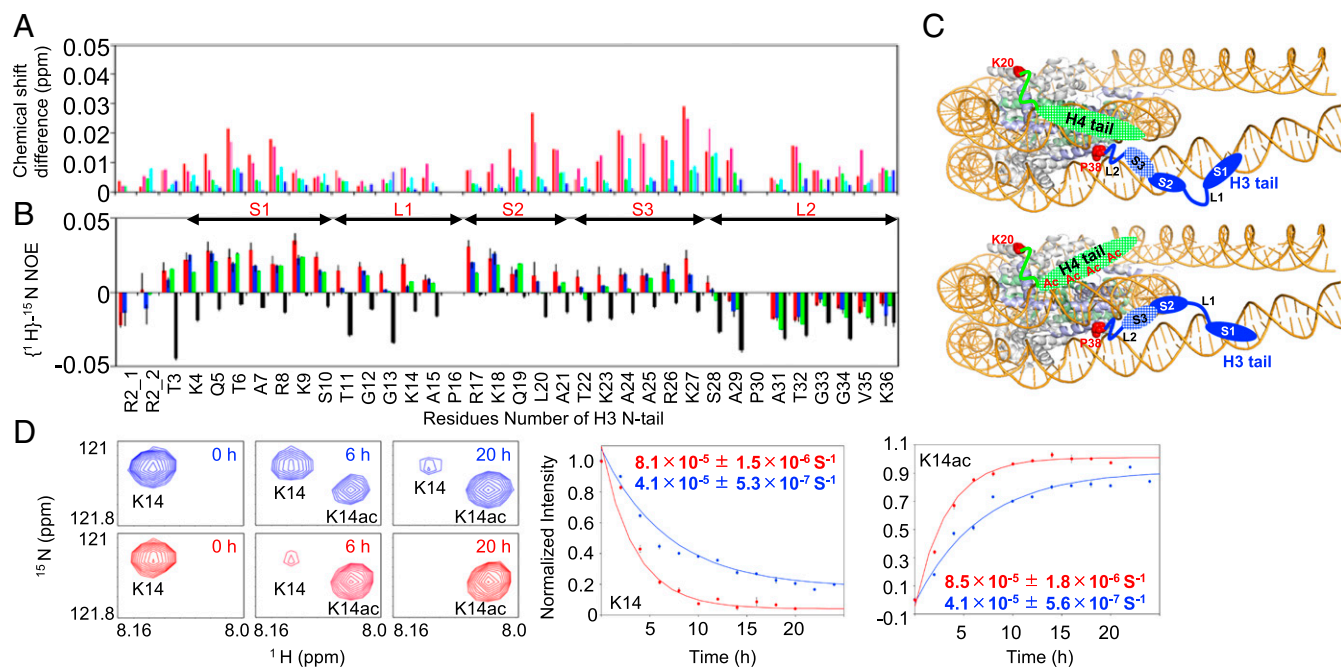 A
Chemical shift
difference (ppm)
0.05
0.04
0.03
0.02
0.01
0
S1
L1
S2
S3
L2
B
{¹H}-¹⁵N NOE
0.05
0
-0.05
R2_1
R2_2
T3
K4
Q5
T6
A7
R8
K9
S10
T11
G12
G13
K14
A15
P16
R17
K18
Q19
L20
A21
T22
K23
A24
A25
R26
K27
S28
A29
P30
A31
T32
G33
G34
V35
K36
Residues Number of H3 N-tail
C
K20
H4 tail
P38
L2
S3
S2
L1
S1
H3 tail
K20
H4 tail
Ac Ac Ac
P38
L2
S3
S2
L1
S1
H3 tail
D
¹⁵N (ppm)
121
121.8
0 h
K14
6 h
K14
K14ac
20 h
K14
K14ac
121
121.8
0 h
K14
6 h
K14
K14ac
20 h
K14ac
8.16
8.0
8.16
8.0
8.16
8.0
¹H (ppm)
Normalized Intensity
1.0
0.8
0.6
0.4
0.2
0
8.1×10⁻⁵ ± 1.5×10⁻⁶ S⁻¹
4.1×10⁻⁵ ± 5.3×10⁻⁷ S⁻¹
K14
5
10
15
20
Time (h)
1.1
0.9
0.7
0.5
0.3
0.1
-0.1
K14ac
8.5×10⁻⁵ ± 1.8×10⁻⁶ S⁻¹
4.1×10⁻⁵ ± 5.6×10⁻⁷ S⁻¹
5
10
15
20
Time (h)